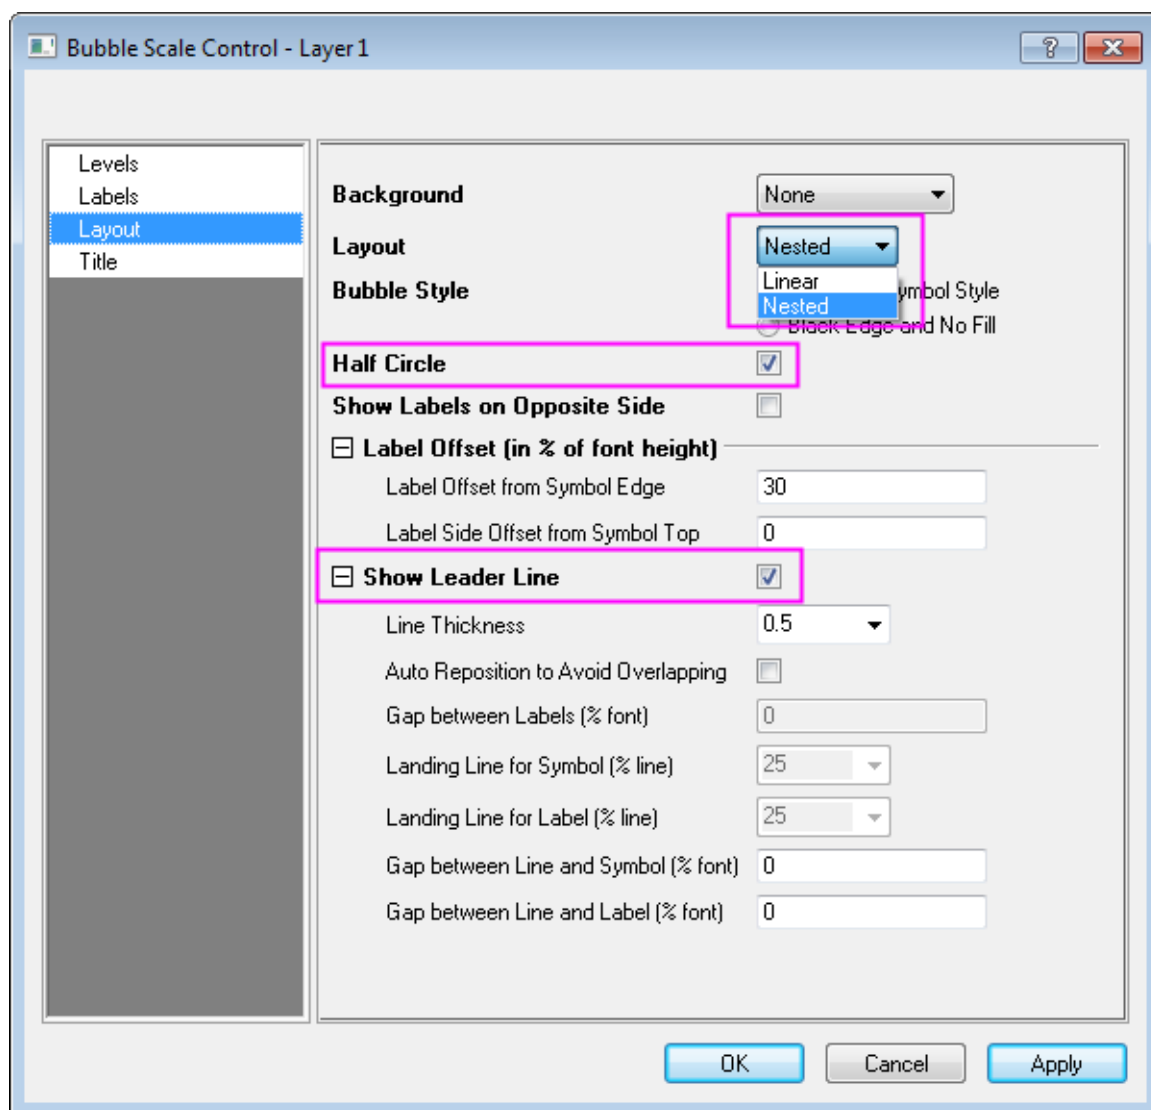 Bubble Scale Control - Layer 1
Levels
Labels
Layout
Title
Background None
Layout Nested
Linear
Nested
Bubble Style ymbol Style
Black Edge and No Fill
Half Circle
Show Labels on Opposite Side
Label Offset (in % of font height)
Label Offset from Symbol Edge 30
Label Side Offset from Symbol Top 0
Show Leader Line
Line Thickness 0.5
Auto Reposition to Avoid Overlapping
Gap between Labels (% font) 0
Landing Line for Symbol (% line) 25
Landing Line for Label (% line) 25
Gap between Line and Symbol (% font) 0
Gap between Line and Label (% font) 0
OK Cancel Apply